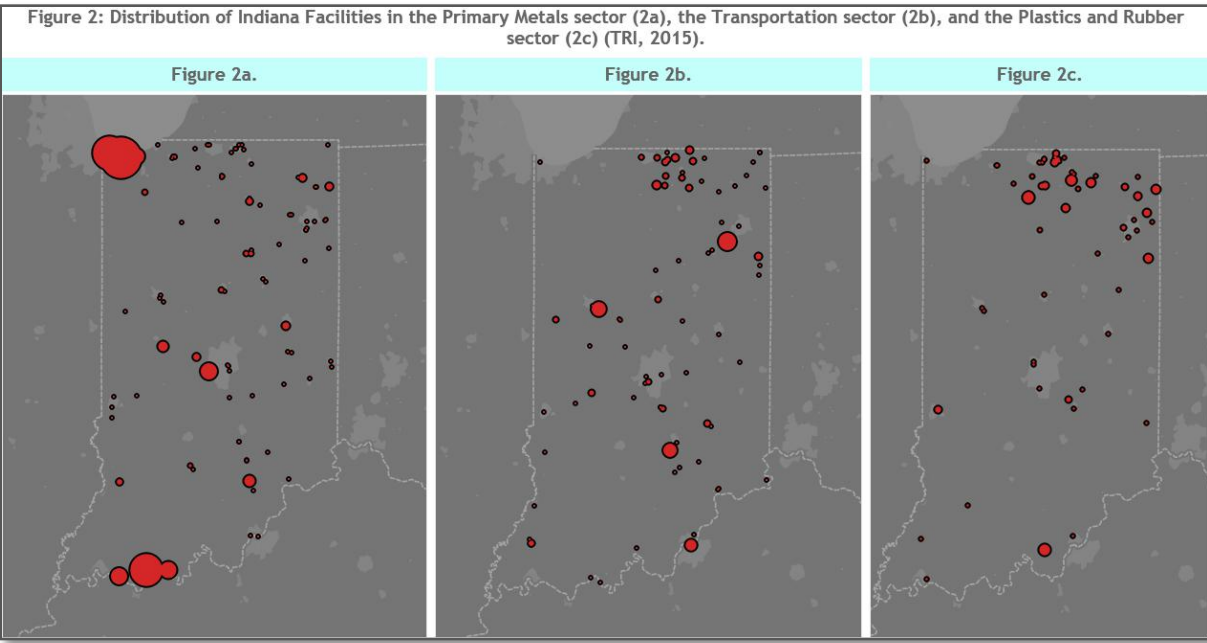 Figure 2: Distribution of Indiana Facilities in the Primary Metals sector (2a), the Transportation sector (2b), and the Plastics and Rubber
sector (2c) (TRI, 2015).
Figure 2a.
Figure 2b.
Figure 2c.